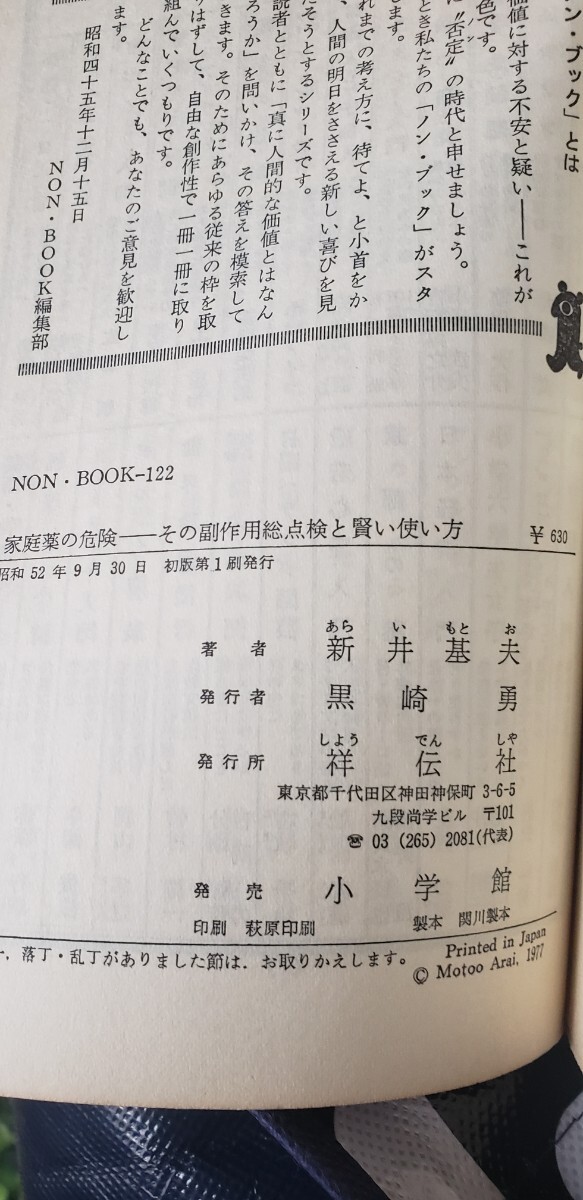 ン・ブック」とは
価値に対する不安と疑い――これが
色です。
に〝否定〟の時代と申せましょう。
ノン
とき私たちの「ノン・ブック」がスタ
します。
れまでの考え方に、待てよ、と小首をか
、人間の明日をささえる新しい喜びを見
だそうとするシリーズです。
読者とともに「真に人間的な価値とはなん
ろうか」を問いかけ、その答えを模索して
きます。そのためにあらゆる従来の枠を取
りはずして、自由な創作性で一冊一冊に取り
組んでいくつもりです。
どんなことでも、あなたのご意見を歓迎し
ます。
昭和四十五年十二月十五日
NON・BOOK編集部
NON・BOOK−122
家庭薬の危険――その副作用総点検と賢い使い方 ￥630
昭和52年9月30日 初版第1刷発行
あら い もと お
著者 新井基夫
発行者 黒崎勇
しよう でん しや
発行所 祥伝社
東京都千代田区神田神保町 3-6-5
九段尚学ビル 〒101
☎ 03 (265) 2081(代表)
発売 小学館
印刷 萩原印刷 製本 関川製本
落丁・乱丁がありました節は、お取りかえします。
Printed in Japan
© Motoo Arai, 1977